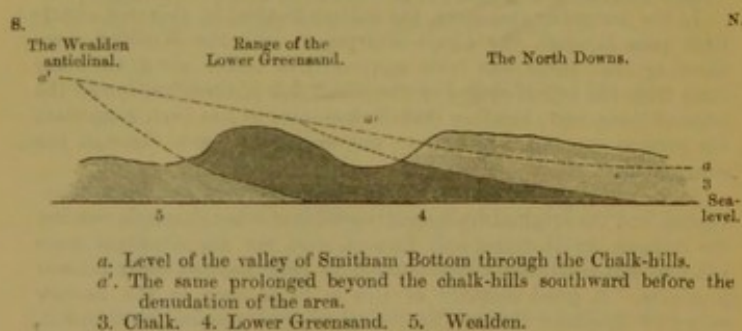 8. N
The Wealden anticlinal.
Range of the Lower Greensand.
The North Downs.
a'
a'
a
3
Sea-level.
5 4
a. Level of the valley of Smitham Bottom through the Chalk-hills.
a'. The same prolonged beyond the chalk-hills southward before the
denudation of the area.
3. Chalk. 4. Lower Greensand. 5. Wealden.